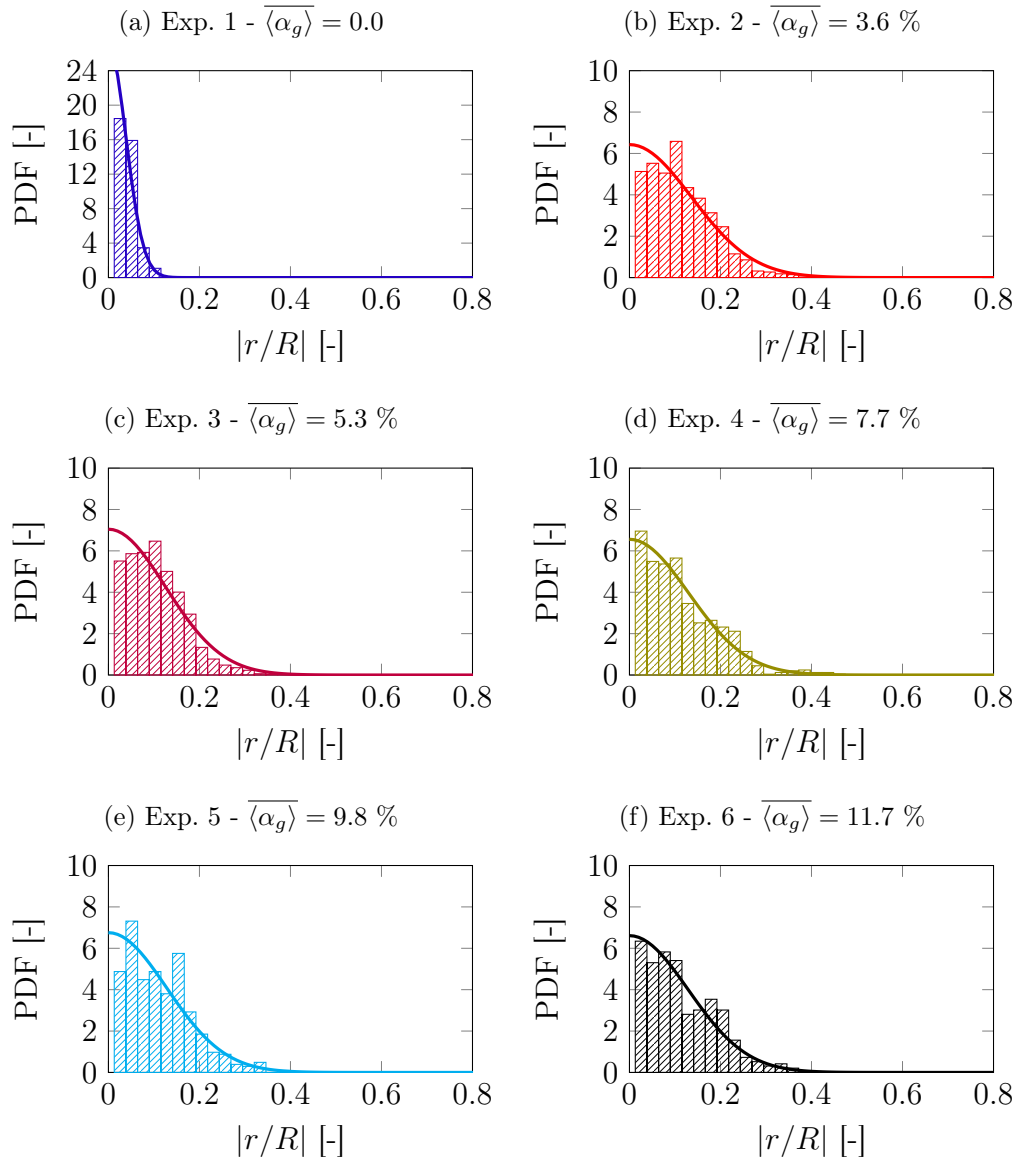 (a) Exp. 1 - ⟨α_g⟩̅ = 0.0
24
20
16
12
8
4
0
PDF [-]
0 0.2 0.4 0.6 0.8
|r/R| [-]
(b) Exp. 2 - ⟨α_g⟩̅ = 3.6 %
10
8
6
4
2
0
PDF [-]
0 0.2 0.4 0.6 0.8
|r/R| [-]
(c) Exp. 3 - ⟨α_g⟩̅ = 5.3 %
10
8
6
4
2
0
PDF [-]
0 0.2 0.4 0.6 0.8
|r/R| [-]
(d) Exp. 4 - ⟨α_g⟩̅ = 7.7 %
10
8
6
4
2
0
PDF [-]
0 0.2 0.4 0.6 0.8
|r/R| [-]
(e) Exp. 5 - ⟨α_g⟩̅ = 9.8 %
10
8
6
4
2
0
PDF [-]
0 0.2 0.4 0.6 0.8
|r/R| [-]
(f) Exp. 6 - ⟨α_g⟩̅ = 11.7 %
10
8
6
4
2
0
PDF [-]
0 0.2 0.4 0.6 0.8
|r/R| [-]